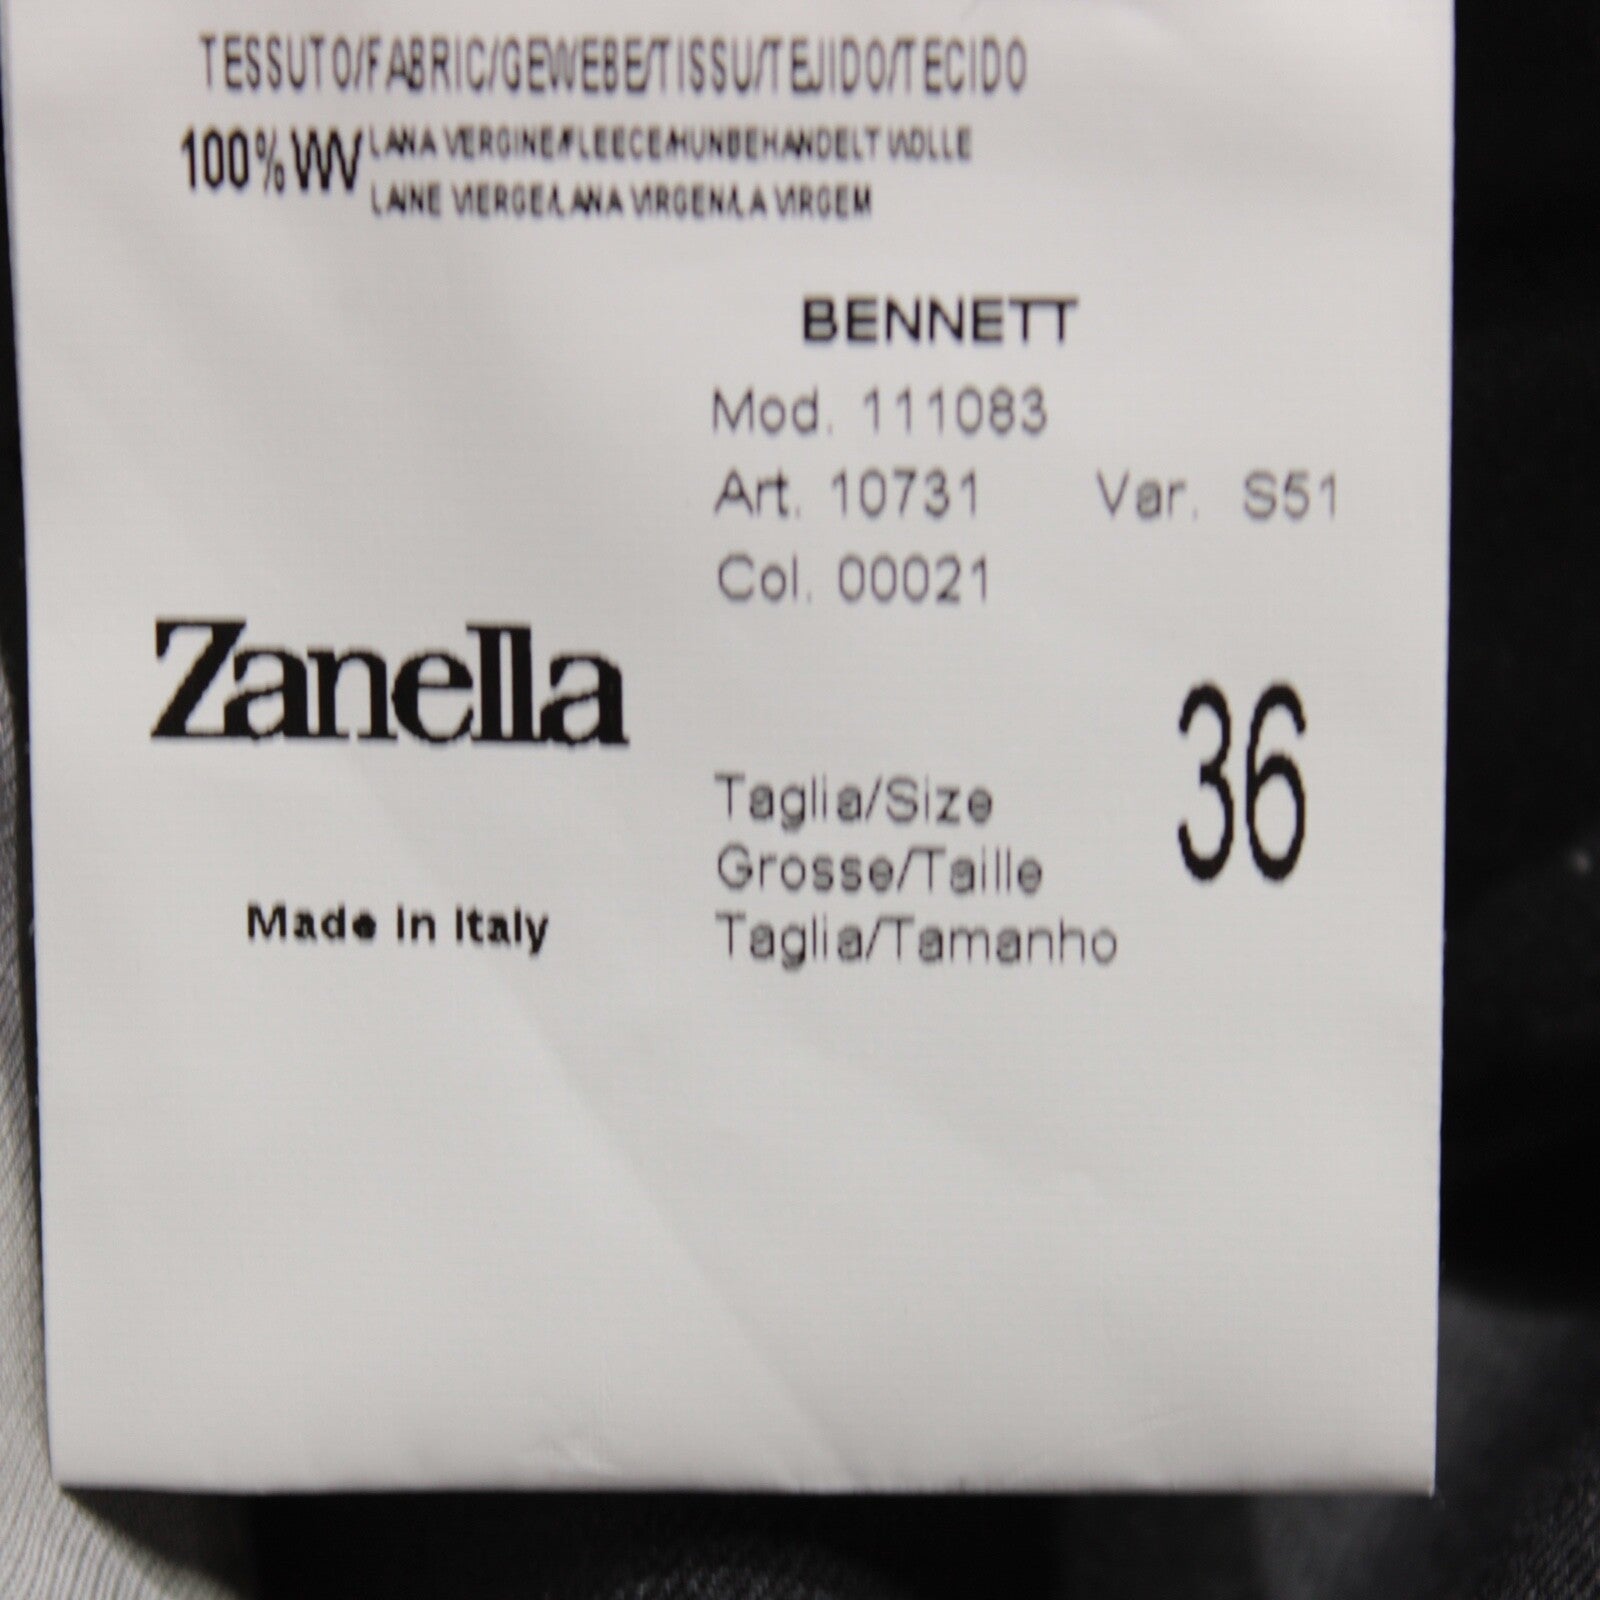 TESSUTO/FABRIC/GEWEBE/TISSU/TEJIDO/TECIDO
100% WV LANA VERGINE/FLEECE/HUNBEHANDELT WOLLE
LAINE VIERGE/LANA VIRGEN/LA VIRGEM
BENNETT
Mod. 111083
Art. 10731 Var. S51
Col. 00021
Zanella
36
Taglia/Size
Grosse/Taille
Taglia/Tamanho
Made in Italy